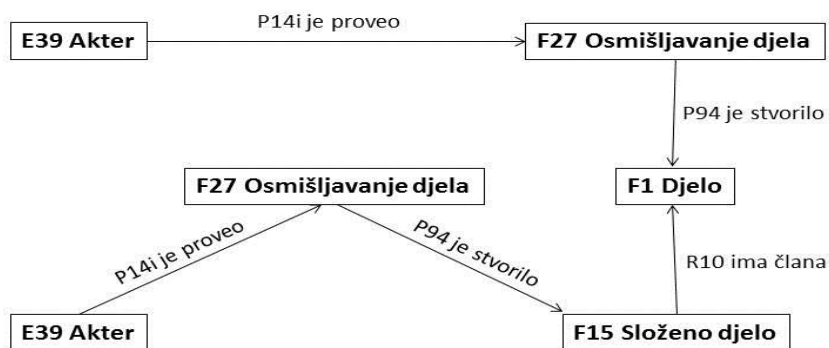 P14i je proveo
E39 Akter
F27 Osmišljavanje djela
P94 je stvorilo
F27 Osmišljavanje djela
F1 Djelo
P14i je proveo
P94 je stvorilo
R10 ima člana
E39 Akter
F15 Složeno djelo